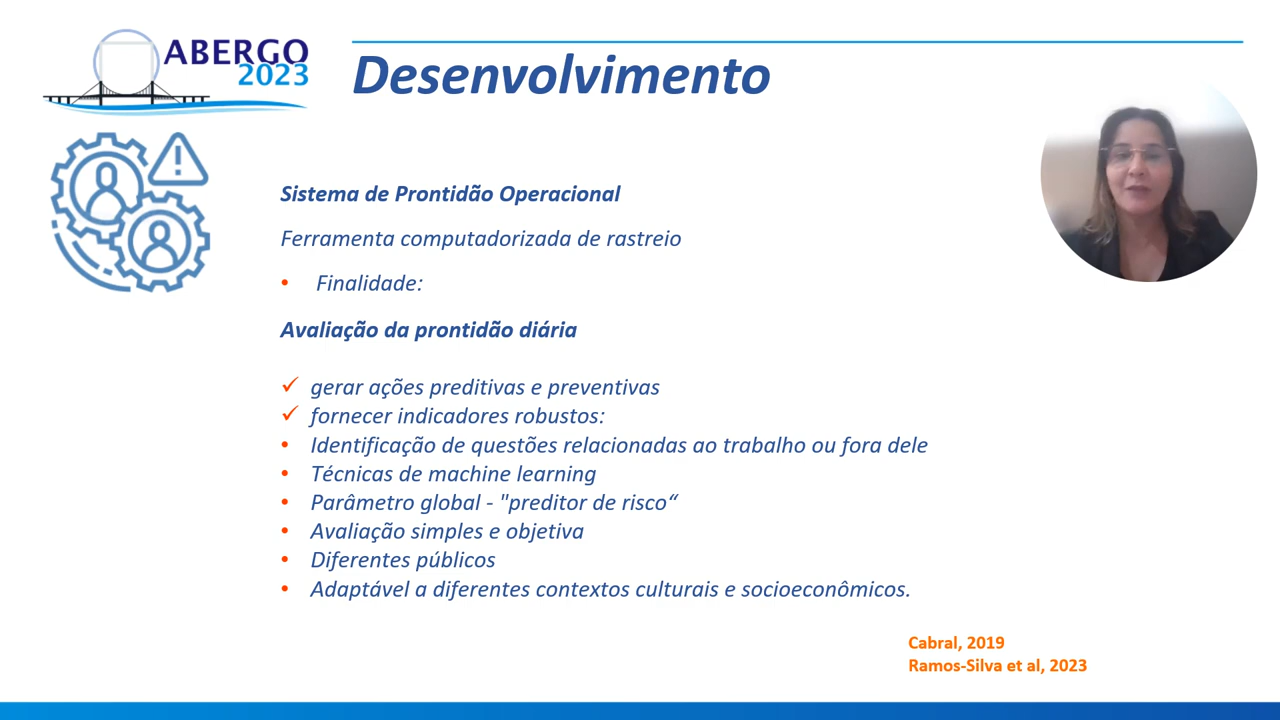 ABERGO
2023
Desenvolvimento
Sistema de Prontidão Operacional
Ferramenta computadorizada de rastreio
• Finalidade:
Avaliação da prontidão diária
✓ gerar ações preditivas e preventivas
✓ fornecer indicadores robustos:
• Identificação de questões relacionadas ao trabalho ou fora dele
• Técnicas de machine learning
• Parâmetro global - "preditor de risco“
• Avaliação simples e objetiva
• Diferentes públicos
• Adaptável a diferentes contextos culturais e socioeconômicos.
Cabral, 2019
Ramos-Silva et al, 2023